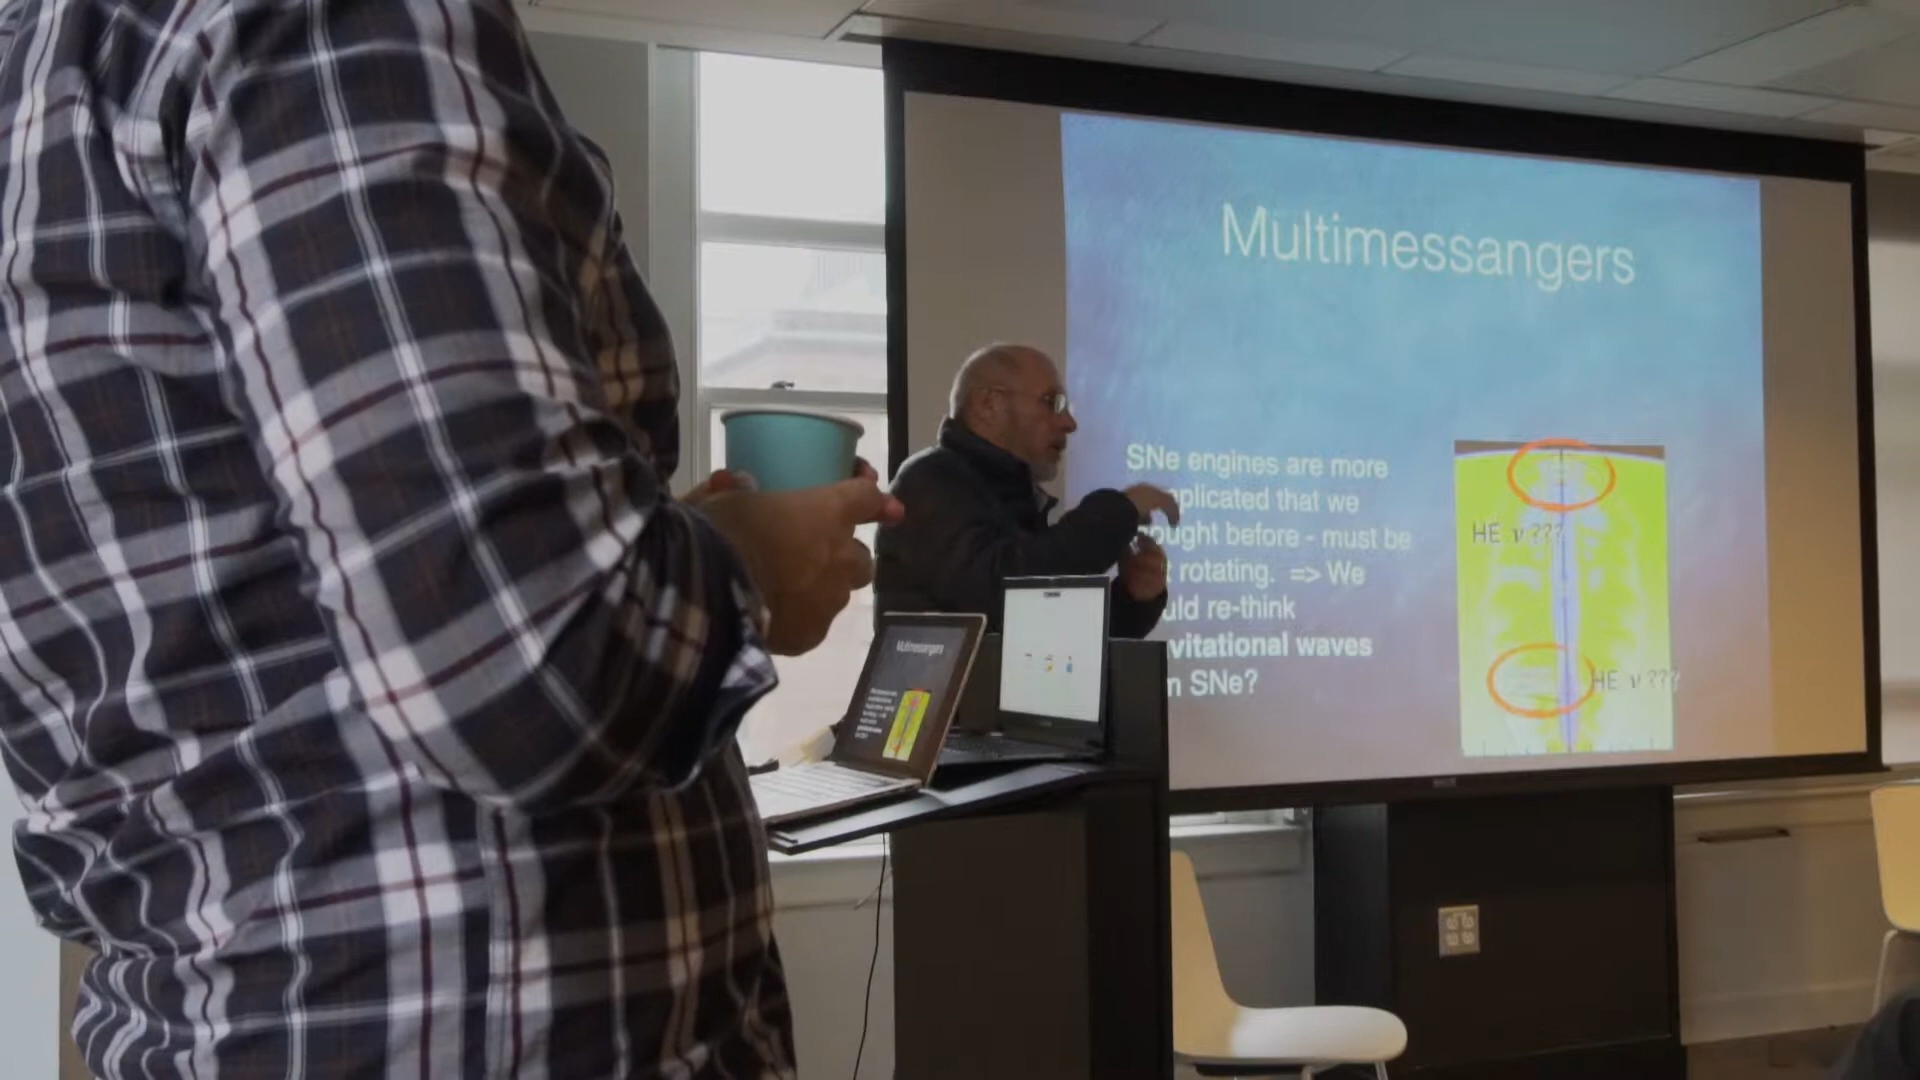 Multimessangers
SNe engines are more
plicated that we
ought before - must be
t rotating. => We
uld re-think
vitational waves
m SNe?
HE ν ???
HE ν ???
Multimessangers